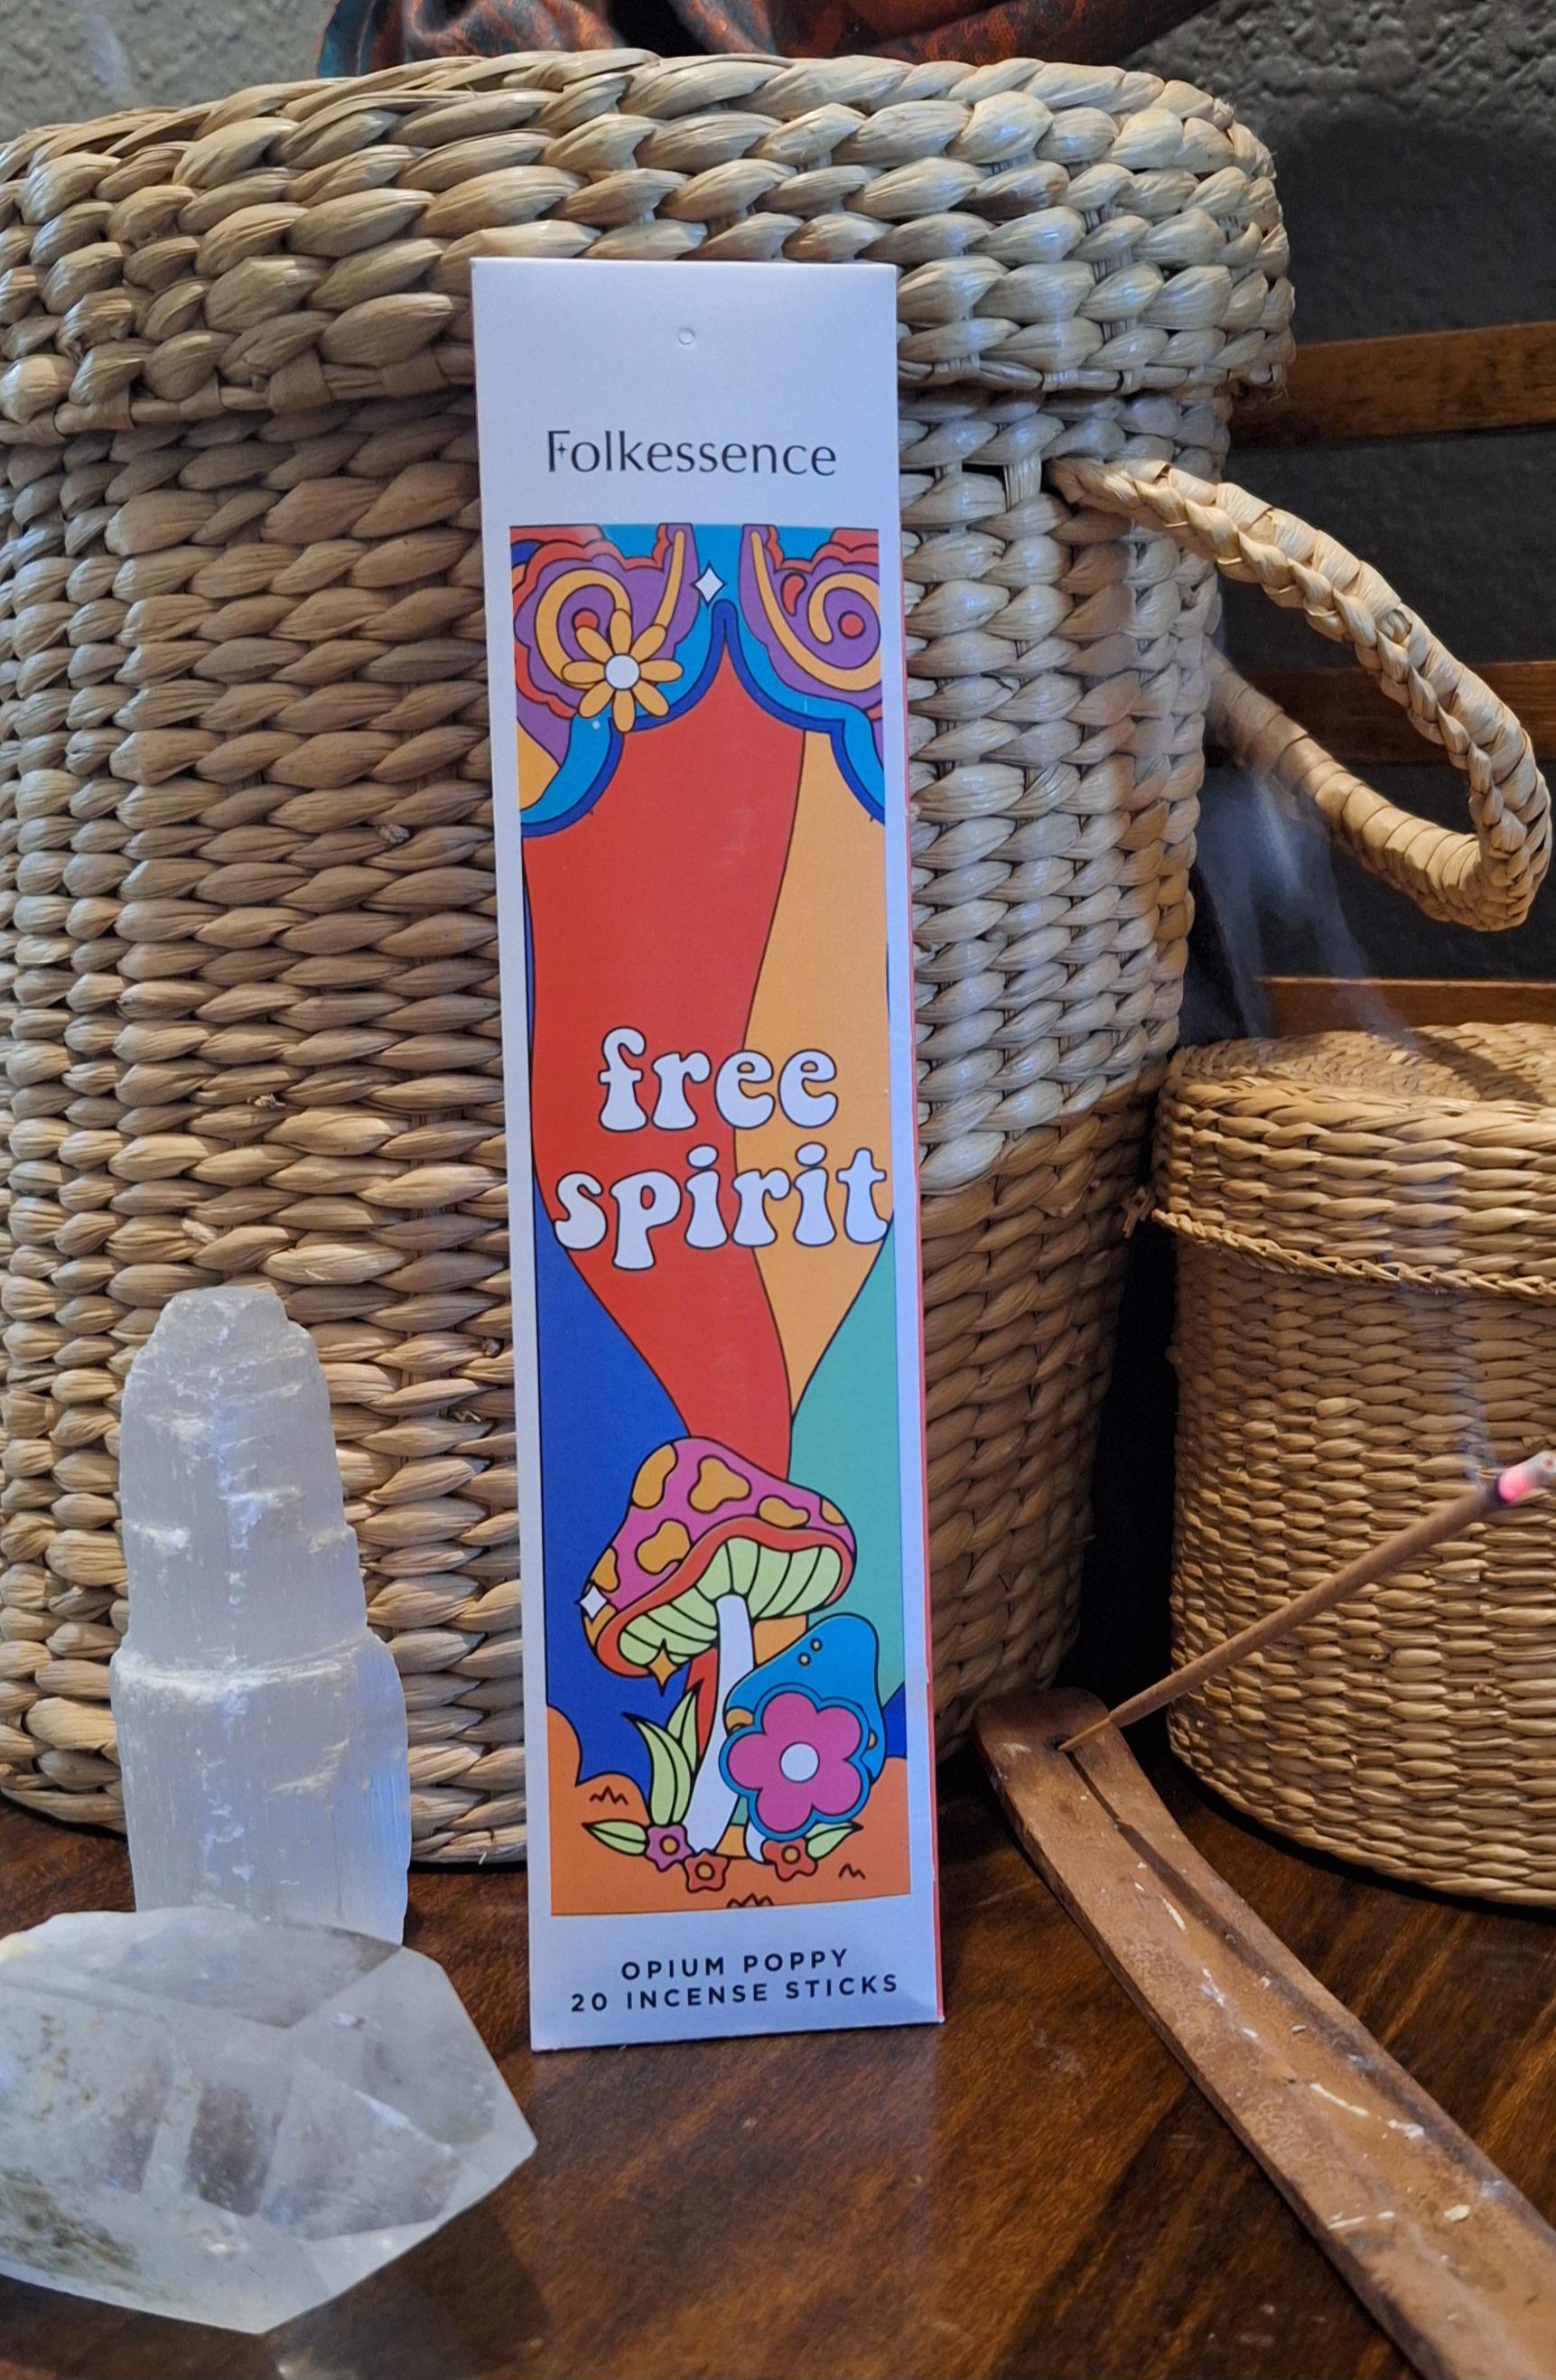 Folkessence
free
spirit
OPIUM POPPY
20 INCENSE STICKS